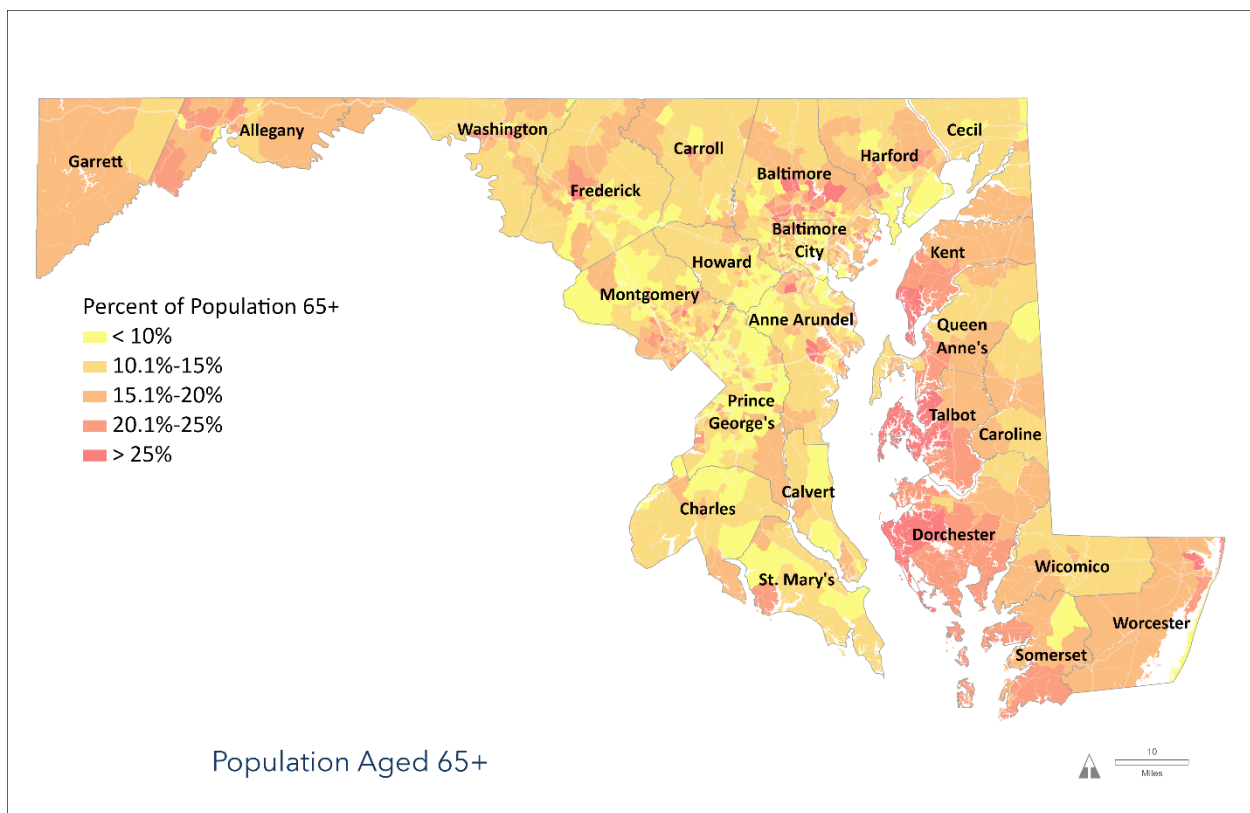 Garrett
Allegany
Washington
Frederick
Carroll
Baltimore
Harford
Cecil
Baltimore
City
Howard
Kent
Montgomery
Anne Arundel
Queen
Anne's
Prince
George's
Talbot
Caroline
Charles
Calvert
Dorchester
St. Mary's
Wicomico
Worcester
Somerset
Percent of Population 65+
< 10%
10.1%-15%
15.1%-20%
20.1%-25%
> 25%
Population Aged 65+
10
Miles